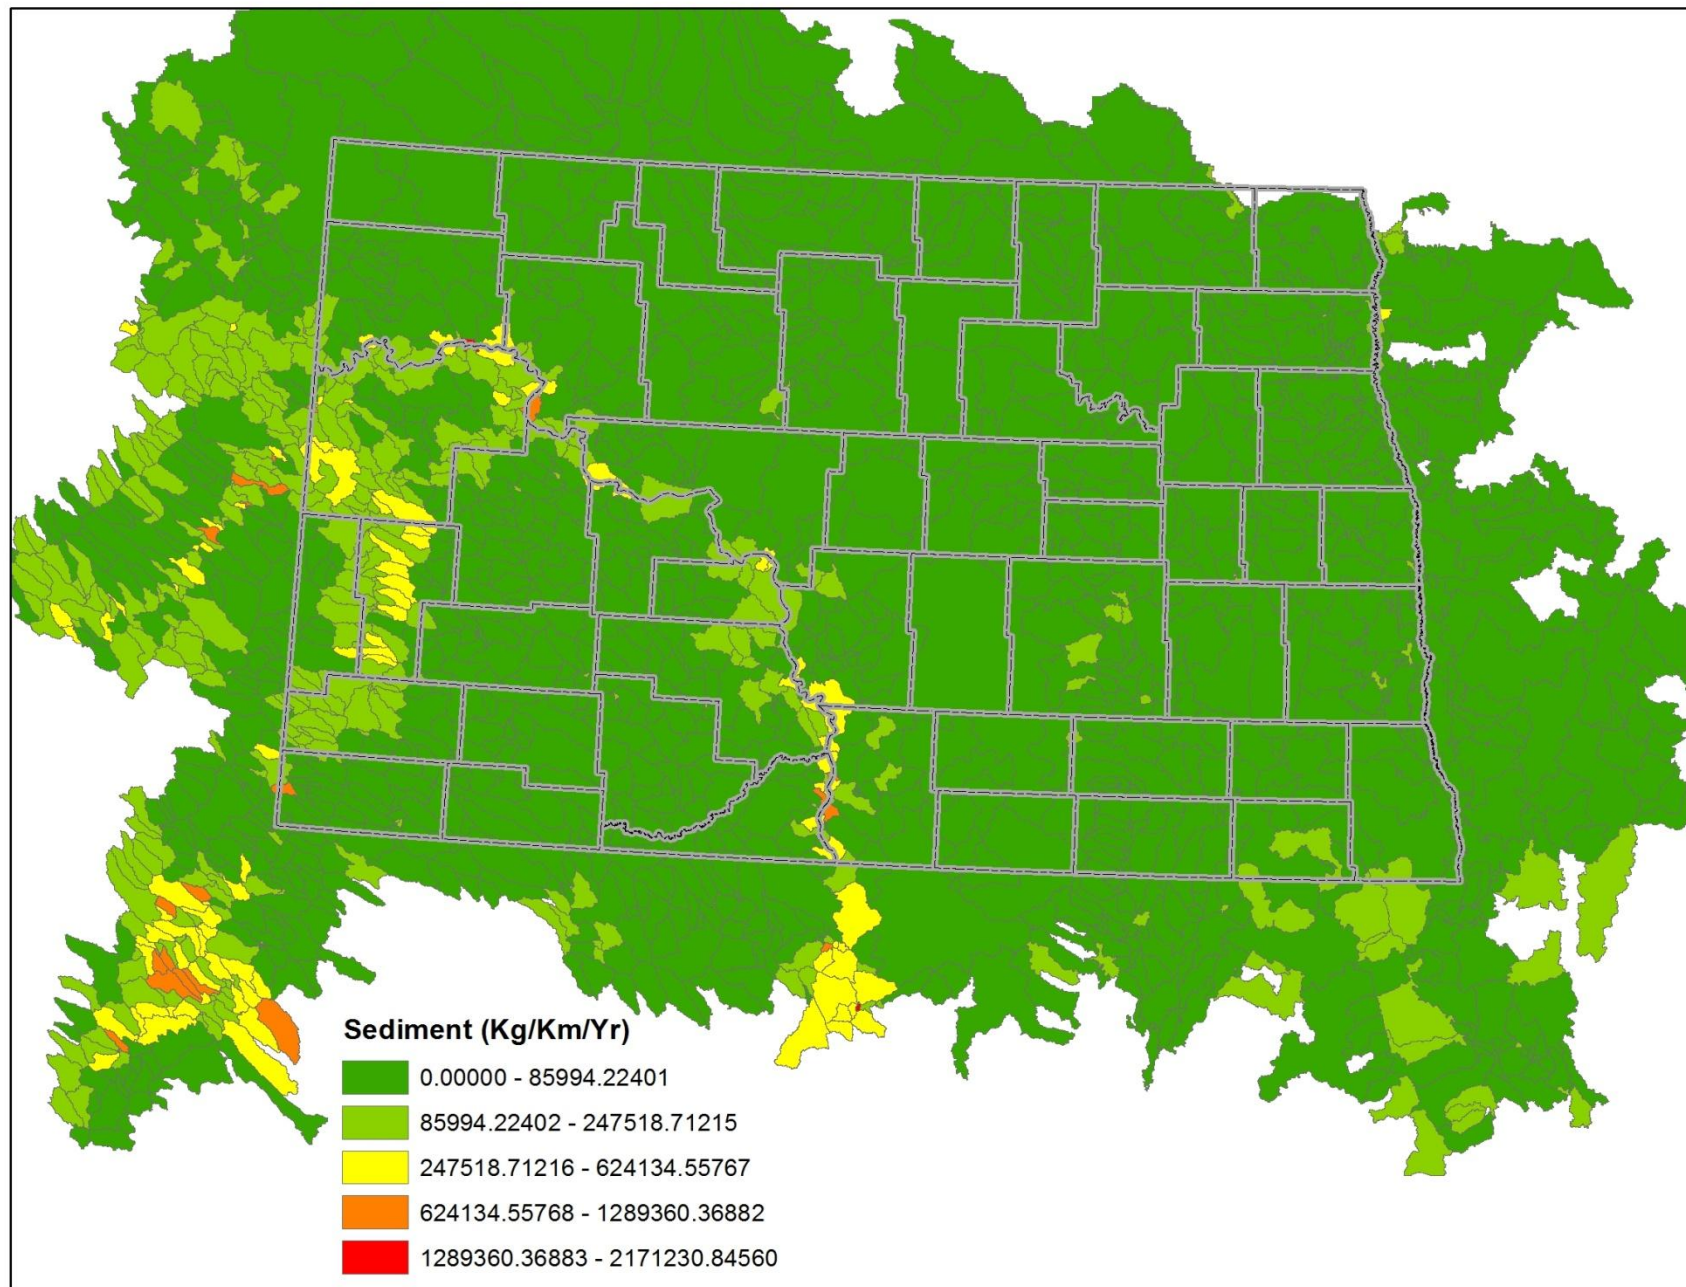 Sediment (Kg/Km/Yr)
0.00000 - 85994.22401
85994.22402 - 247518.71215
247518.71216 - 624134.55767
624134.55768 - 1289360.36882
1289360.36883 - 2171230.84560